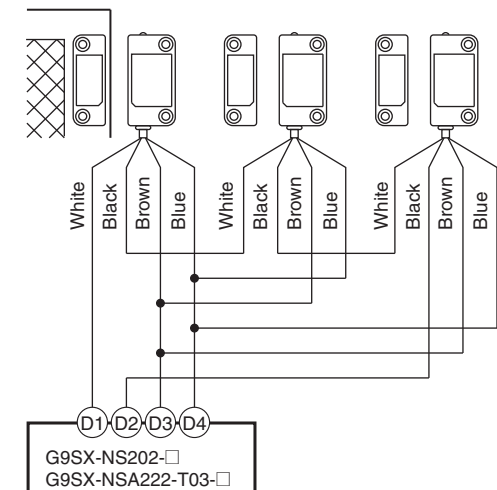 White
Black
Brown
Blue
White
Black
Brown
Blue
White
Black
Brown
Blue
D1
D2
D3
D4
G9SX-NS202-□
G9SX-NSA222-T03-□